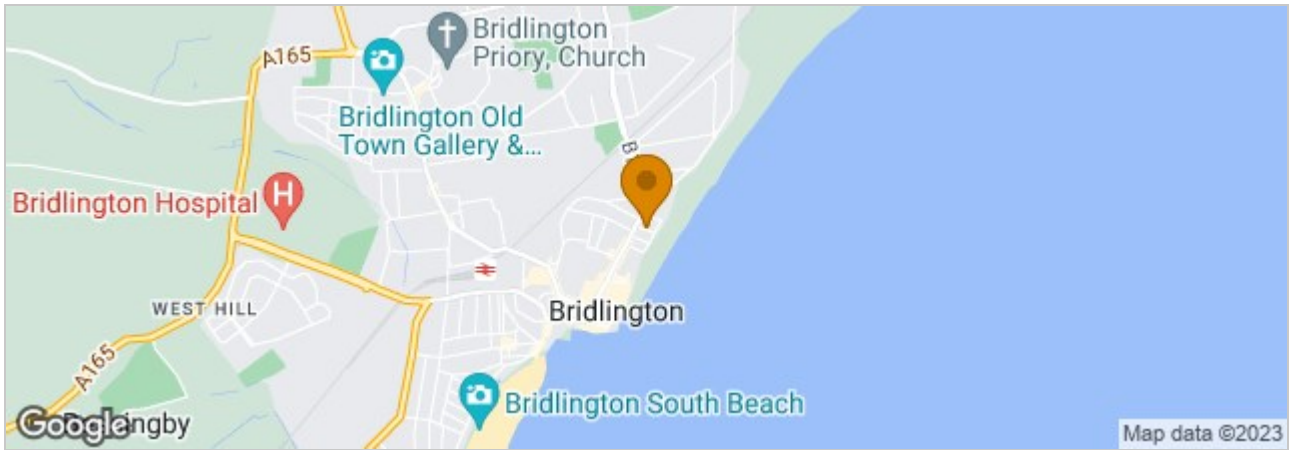 A165
Bridlington
Priory, Church
Bridlington Old
Town Gallery &...
B
Bridlington Hospital
H
WEST HILL
Bridlington
A165
Bridlington South Beach
Google
ingby
Map data ©2023